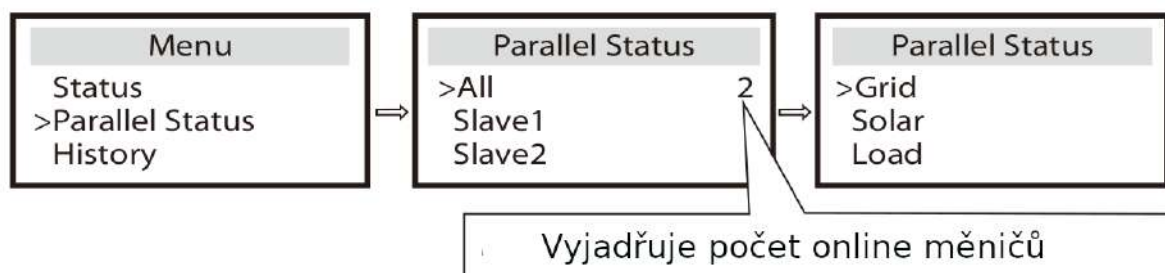 Menu
Status
>Parallel Status
History
Parallel Status
>All 2
Slave1
Slave2
Parallel Status
>Grid
Solar
Load
Vyjadřuje počet online měničů